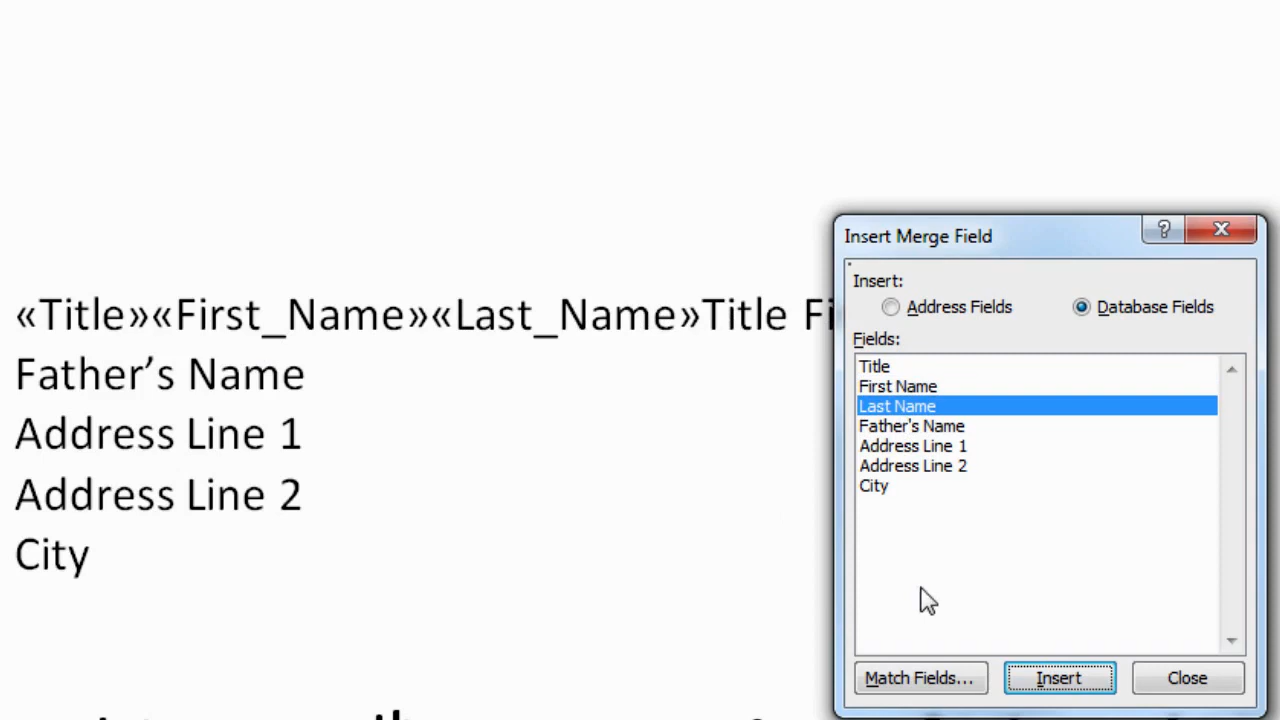 «Title»«First_Name»«Last_Name»Title Fi
Father’s Name
Address Line 1
Address Line 2
City
Insert Merge Field
?
Insert:
Address Fields
Database Fields
Fields:
Title
First Name
Last Name
Father's Name
Address Line 1
Address Line 2
City
Match Fields...
Insert
Close